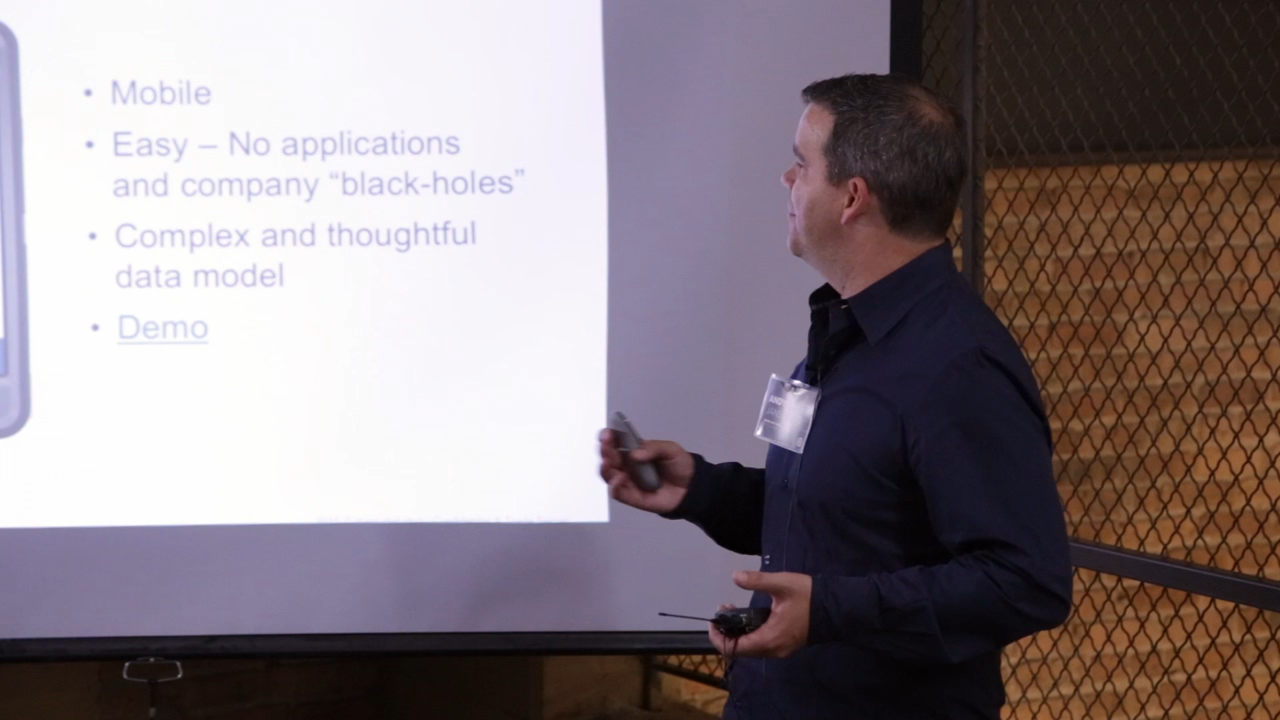 • Mobile
• Easy – No applications
and company “black-holes”
• Complex and thoughtful
data model
• Demo